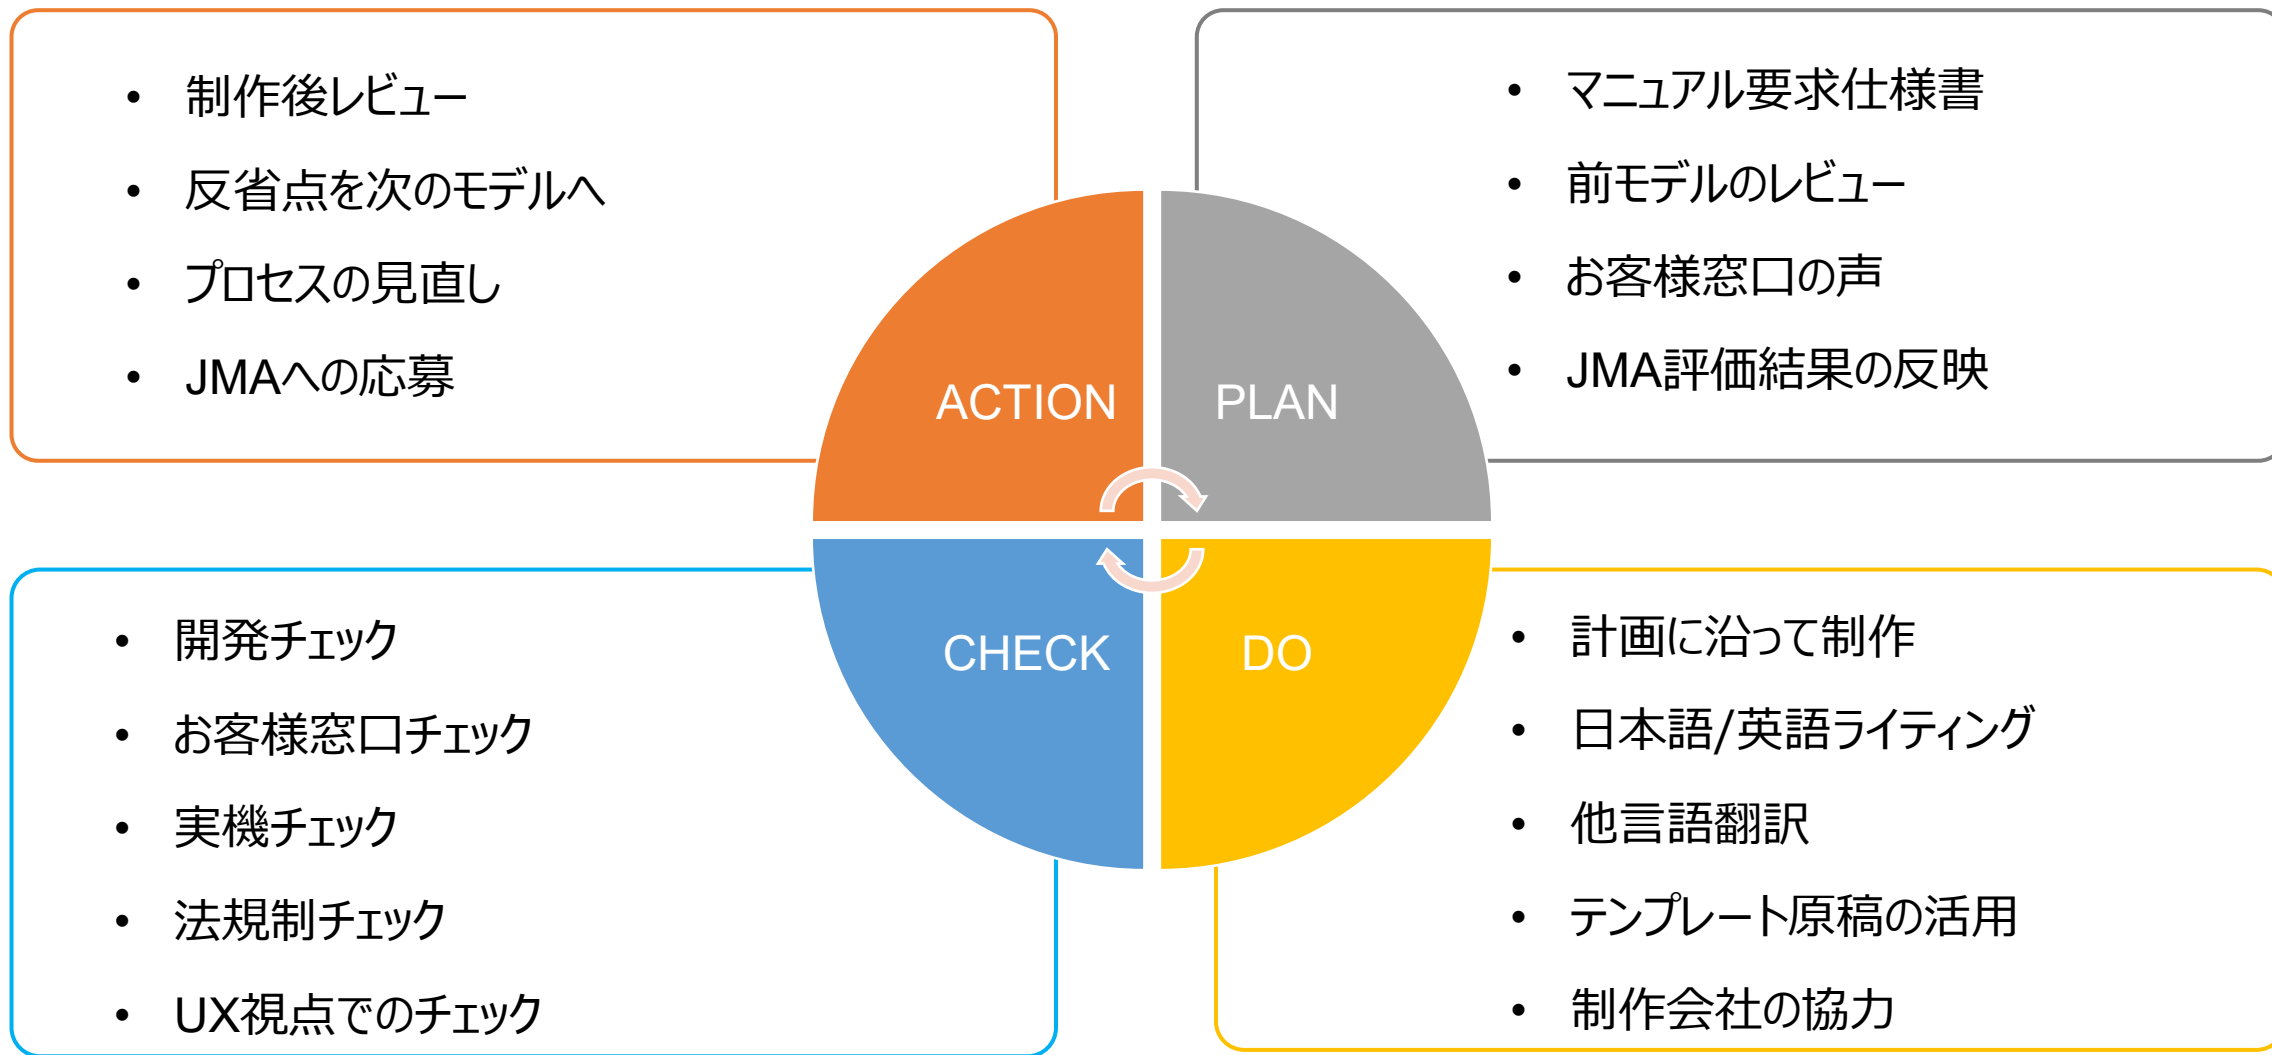 制作後レビュー
反省点を次のモデルへ
プロセスの見直し
JMAへの応募
マニュアル要求仕様書
前モデルのレビュー
お客様窓口の声
JMA評価結果の反映
ACTION
PLAN
CHECK
DO
開発チェック
お客様窓口チェック
実機チェック
法規制チェック
UX視点でのチェック
計画に沿って制作
日本語/英語ライティング
他言語翻訳
テンプレート原稿の活用
制作会社の協力